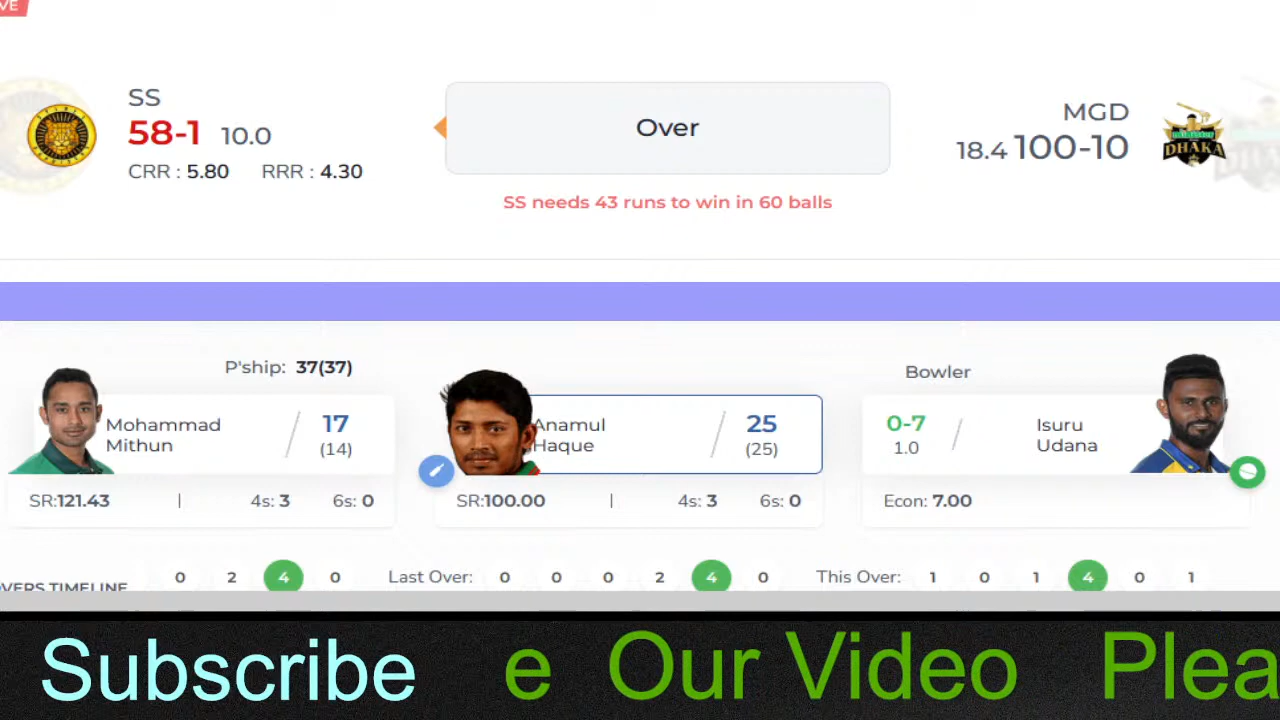 VE
SS
58-1 10.0
CRR : 5.80 RRR : 4.30
Over
SS needs 43 runs to win in 60 balls
MGD
18.4 100-10
DHAKA
P'ship: 37(37)
Mohammad
Mithun
17
(14)
SR:121.43 | 4s: 3 6s: 0
Anamul
Haque
25
(25)
SR:100.00 | 4s: 3 6s: 0
Bowler
0-7
1.0
Isuru
Udana
Econ: 7.00
VERS TIMELINE 0 2 4 0 Last Over: 0 0 0 2 4 0 This Over: 1 0 1 4 0 1
Subscribe e Our Video Plea